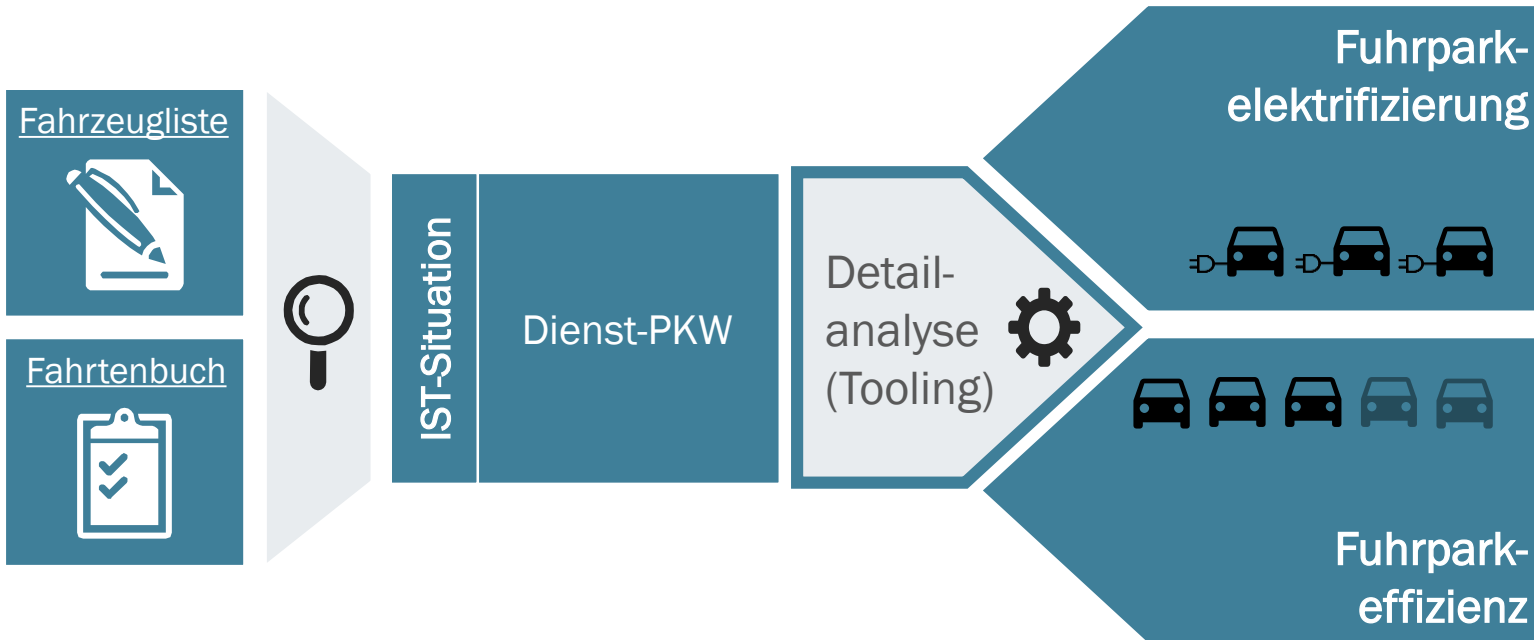 Fahrzeugliste
Fahrtenbuch
IST-Situation
Dienst-PKW
Detail-
analyse
(Tooling)
Fuhrpark-
elektrifizierung
Fuhrpark-
effizienz